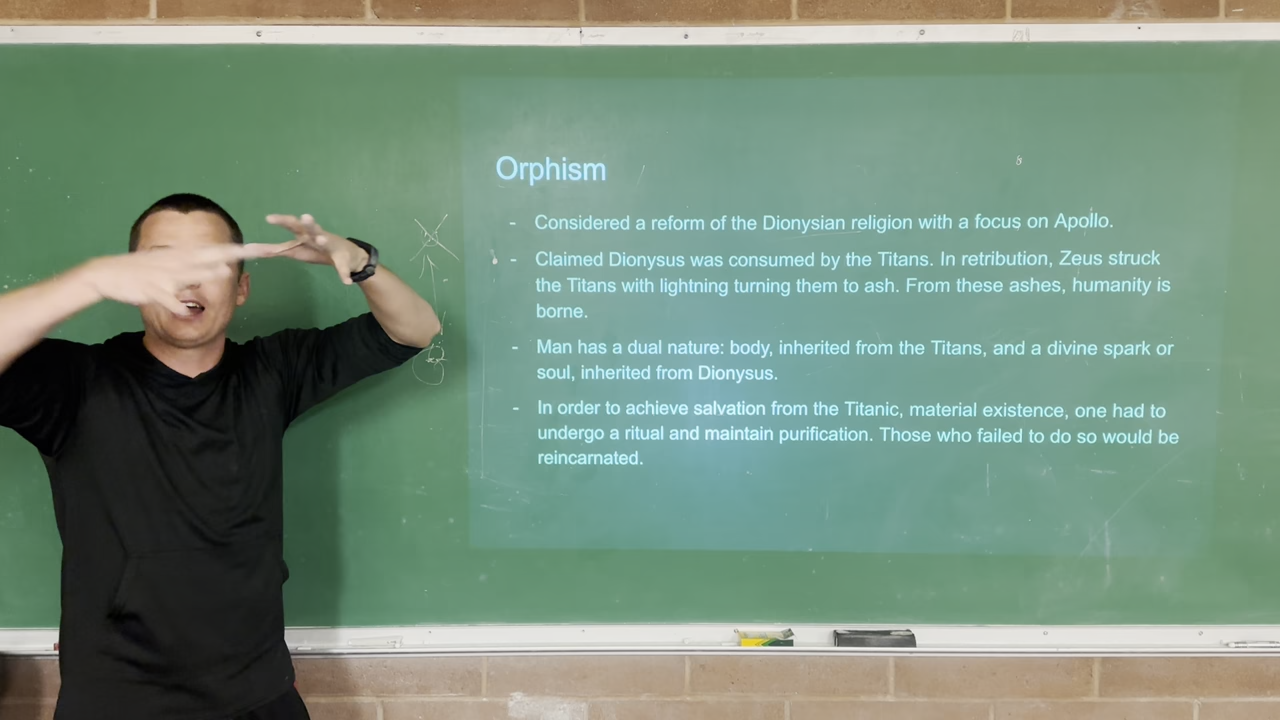 Orphism
- Considered a reform of the Dionysian religion with a focus on Apollo.
- Claimed Dionysus was consumed by the Titans. In retribution, Zeus struck
the Titans with lightning turning them to ash. From these ashes, humanity is
borne.
- Man has a dual nature: body, inherited from the Titans, and a divine spark or
soul, inherited from Dionysus.
- In order to achieve salvation from the Titanic, material existence, one had to
undergo a ritual and maintain purification. Those who failed to do so would be
reincarnated.